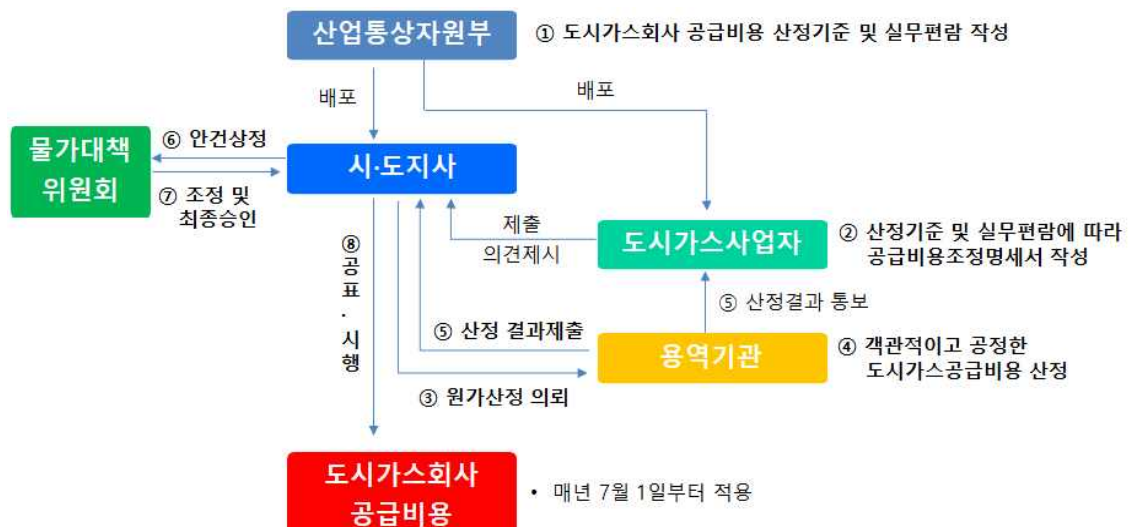 산업통상자원부
① 도시가스회사 공급비용 산정기준 및 실무편람 작성
배포
배포
물가대책
위원회
⑥ 안건상정
⑦ 조정 및
최종승인
시·도지사
제출
의견제시
도시가스사업자
② 산정기준 및 실무편람에 따라
공급비용조정명세서 작성
⑧공표·시행
⑤ 산정 결과제출
⑤ 산정결과 통보
용역기관
④ 객관적이고 공정한
도시가스공급비용 산정
③ 원가산정 의뢰
도시가스회사
공급비용
• 매년 7월 1일부터 적용